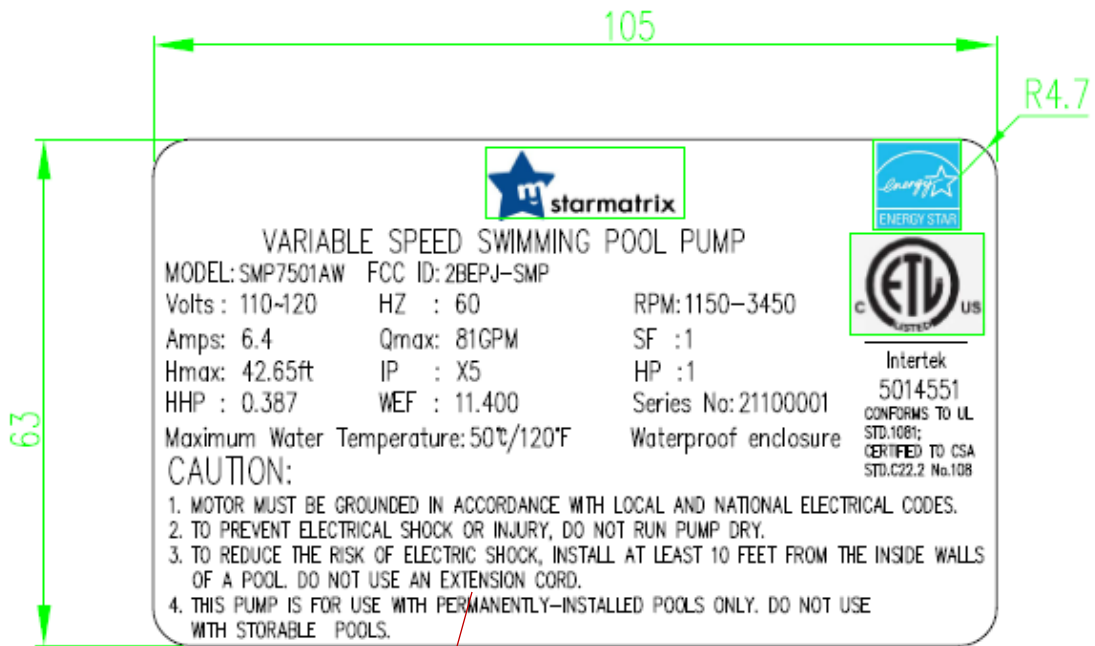 105
R4.7
63
m starmatrix
energy
ENERGY STAR
VARIABLE SPEED SWIMMING POOL PUMP
MODEL: SMP7501AW FCC ID: 2BEPJ-SMP
Volts : 110~120 HZ : 60 RPM: 1150-3450
Amps: 6.4 Qmax: 81GPM SF :1
Hmax: 42.65ft IP : X5 HP :1
HHP : 0.387 WEF : 11.400 Series No: 21100001
Maximum Water Temperature: 50℃/120°F Waterproof enclosure
C ETL US
LISTED
Intertek
5014551
CONFORMS TO UL
STD.1081;
CERTIFIED TO CSA
STD.C22.2 No.108
CAUTION:
1. MOTOR MUST BE GROUNDED IN ACCORDANCE WITH LOCAL AND NATIONAL ELECTRICAL CODES.
2. TO PREVENT ELECTRICAL SHOCK OR INJURY, DO NOT RUN PUMP DRY.
3. TO REDUCE THE RISK OF ELECTRIC SHOCK, INSTALL AT LEAST 10 FEET FROM THE INSIDE WALLS
OF A POOL. DO NOT USE AN EXTENSION CORD.
4. THIS PUMP IS FOR USE WITH PERMANENTLY-INSTALLED POOLS ONLY. DO NOT USE
WITH STORABLE POOLS.